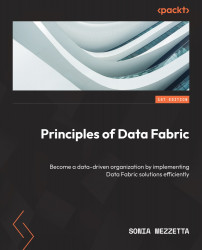 <packt>
1ST EDITION
Principles of Data Fabric
Become a data-driven organization by implementing
Data Fabric solutions efficiently
SONIA MEZZETTA